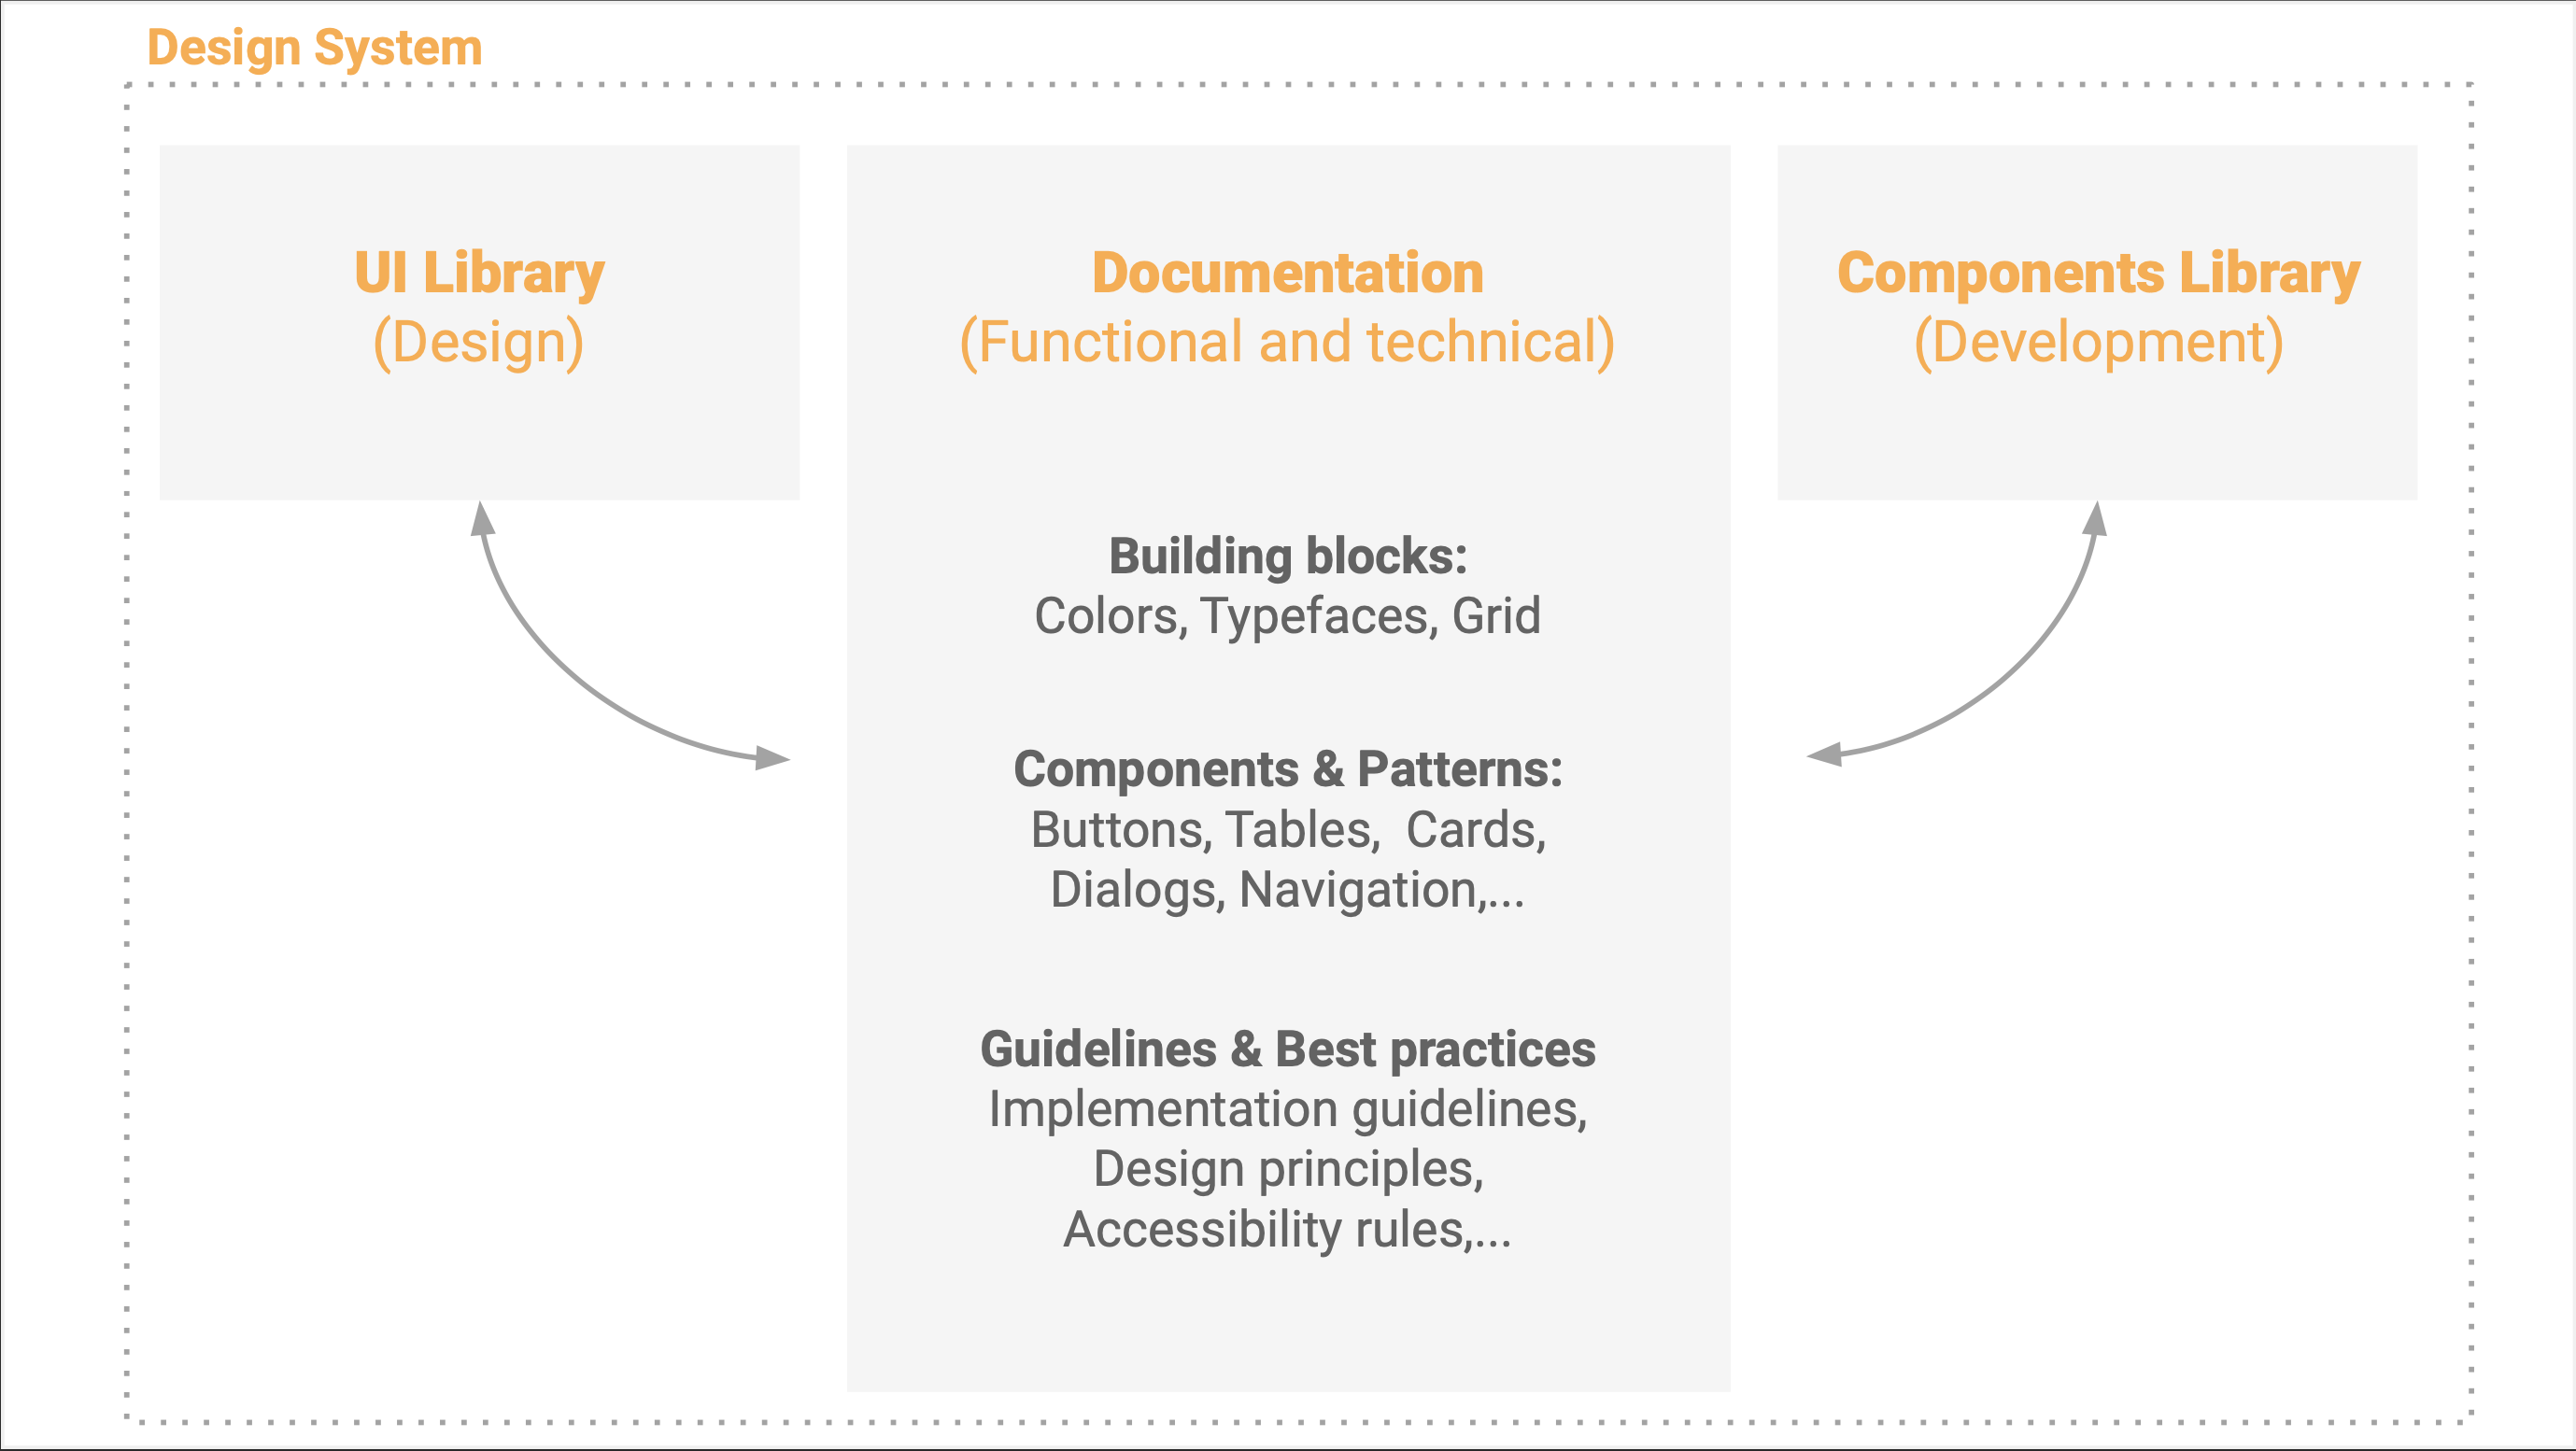 Design System
UI Library
(Design)
Documentation
(Functional and technical)
Building blocks:
Colors, Typefaces, Grid
Components & Patterns:
Buttons, Tables,  Cards,
Dialogs, Navigation,...
Guidelines & Best practices
Implementation guidelines,
Design principles,
Accessibility rules,...
Components Library
(Development)